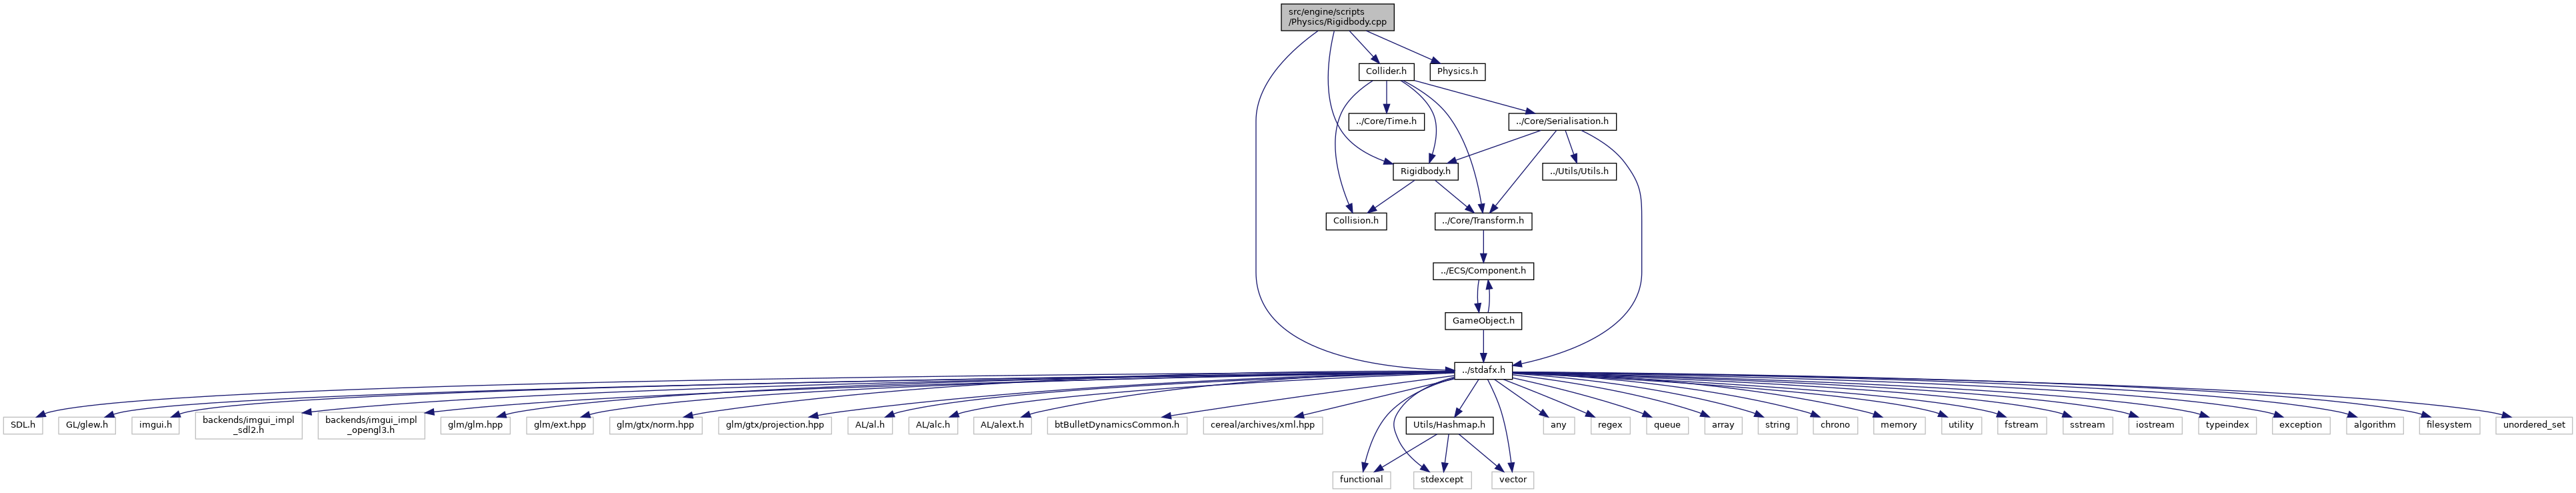 src/engine/scripts
/Physics/Rigidbody.cpp
Collider.h
Physics.h
../Core/Time.h
../Core/Serialisation.h
Rigidbody.h
../Utils/Utils.h
Collision.h
../Core/Transform.h
../ECS/Component.h
GameObject.h
../stdafx.h
SDL.h
GL/glew.h
imgui.h
backends/imgui_impl
_sdl2.h
backends/imgui_impl
_opengl3.h
glm/glm.hpp
glm/ext.hpp
glm/gtx/norm.hpp
glm/gtx/projection.hpp
AL/al.h
AL/alc.h
AL/alext.h
btBulletDynamicsCommon.h
cereal/archives/xml.hpp
Utils/Hashmap.h
any
regex
queue
array
string
chrono
memory
utility
fstream
sstream
iostream
typeindex
exception
algorithm
filesystem
unordered_set
functional
stdexcept
vector